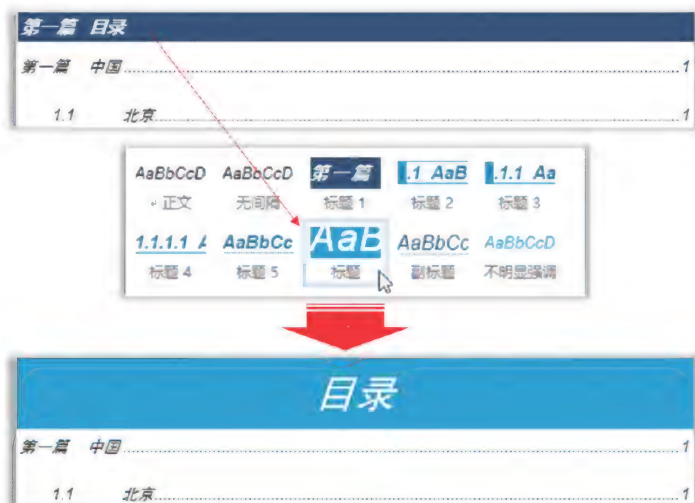 第一篇 目录
第一篇 中国 1
1.1 北京 1
AaBbCcD AaBbCcD 第一篇 1.1 AaB 1.1.1 Aa
正文 无间隔 标题 1 标题 2 标题 3
1.1.1.1 A AaBbCc AaB AaBbCc AaBbCcD
标题 4 标题 5 标题 副标题 不明显强调
目录
第一篇 中国 1
1.1 北京 1